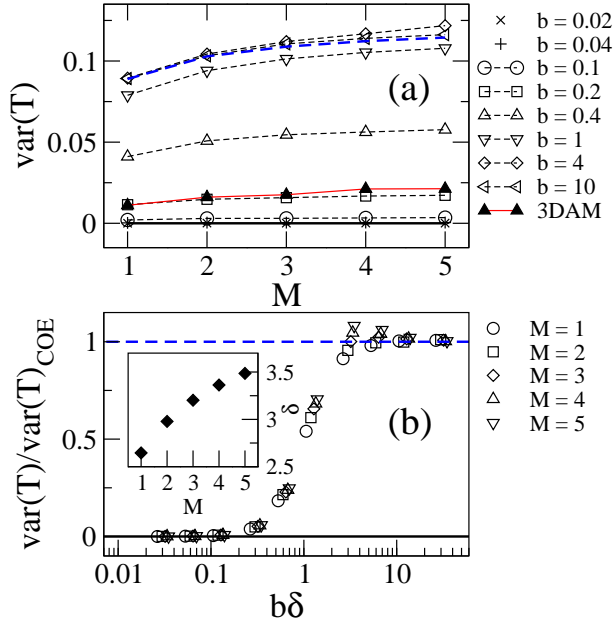 var(T)
0.1
0.05
0
(a)
1 2 3 4 5
M
b = 0.02
b = 0.04
b = 0.1
b = 0.2
b = 0.4
b = 1
b = 4
b = 10
3DAM
var(T)/var(T)COE
1
0.5
0
(b)
M = 1
M = 2
M = 3
M = 4
M = 5
3.5
3
2.5
δ
1 2 3 4 5
M
0.01 0.1 1 10
bδ